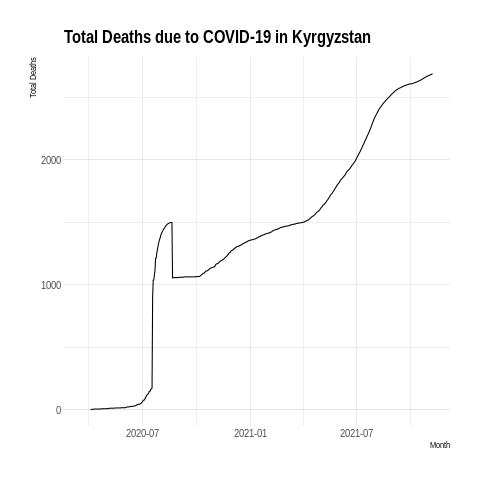 Total Deaths due to COVID-19 in Kyrgyzstan
Total Deaths
2000
1000
0
2020-07
2021-01
2021-07
Month